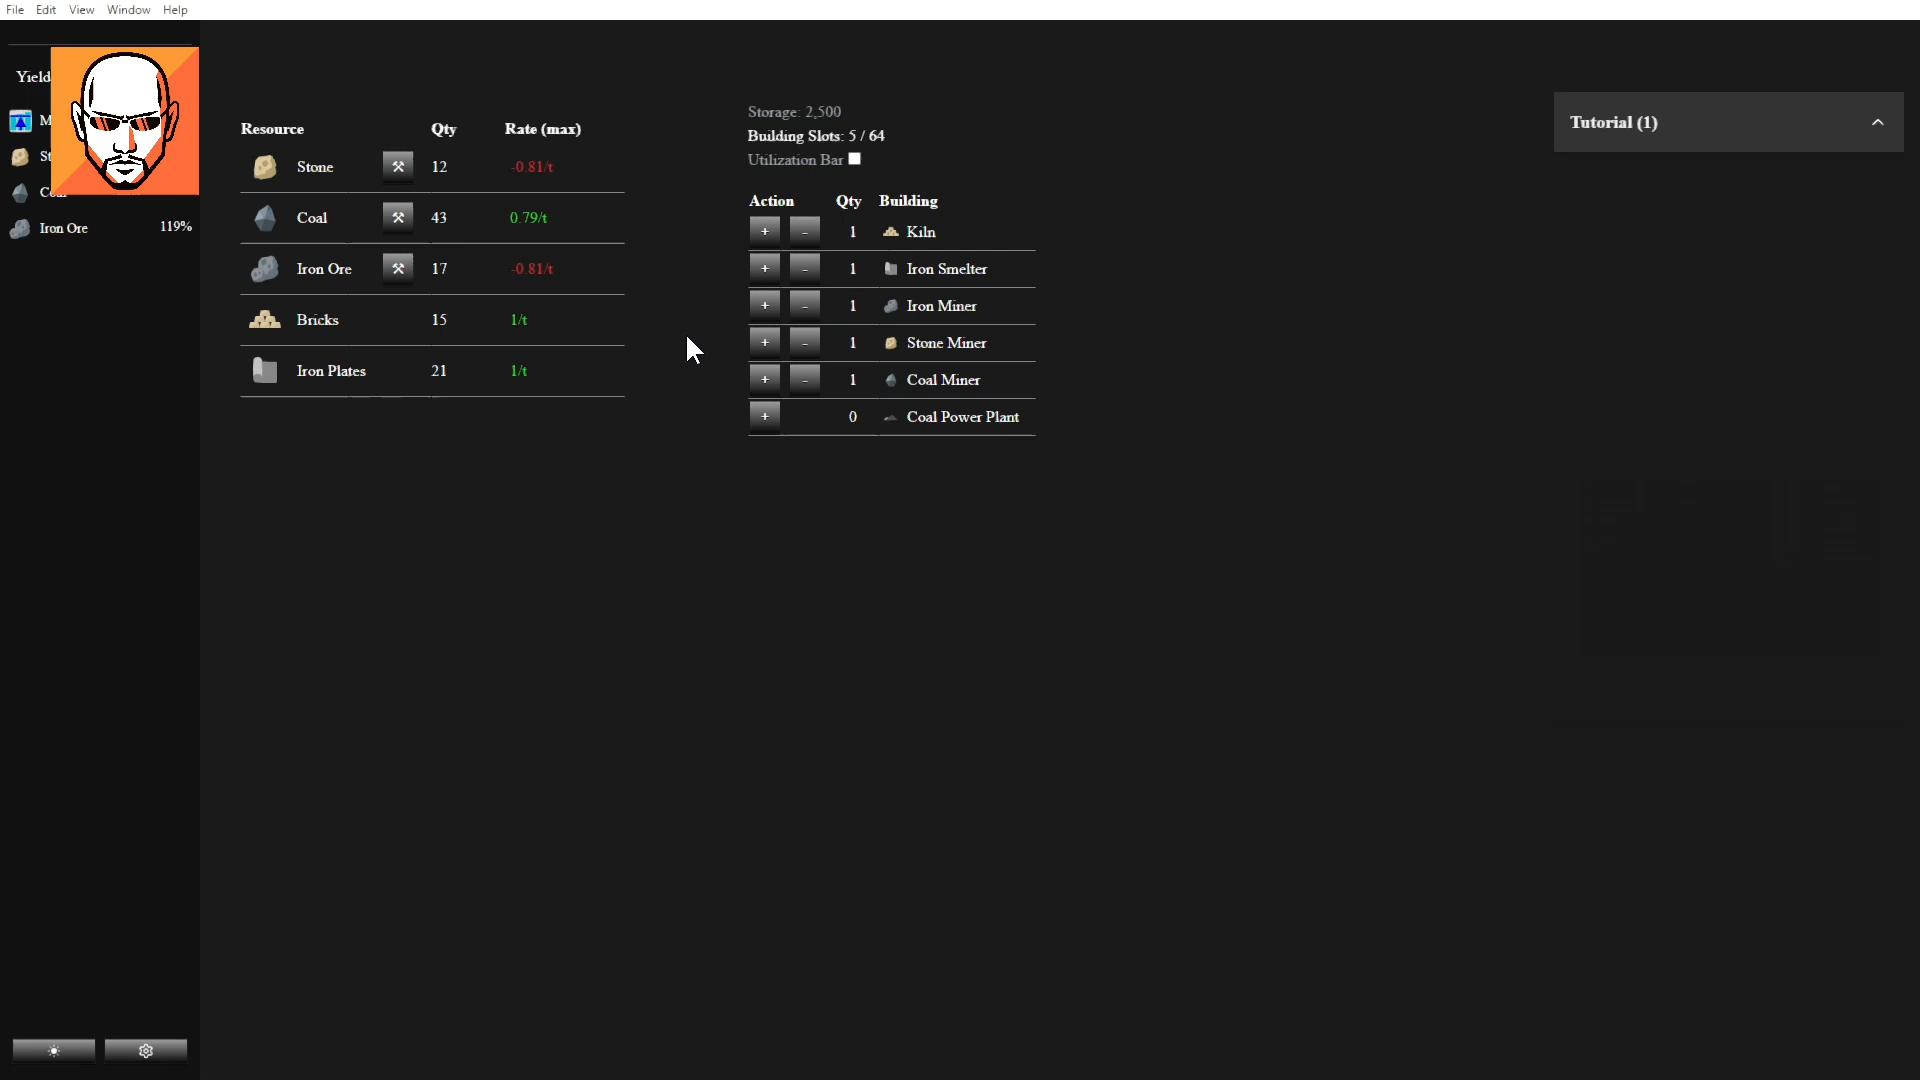 File Edit View Window Help
Yield
M
St
Co
Iron Ore 119%
Resource Qty Rate (max)
Stone 12 -0.81/t
Coal 43 0.79/t
Iron Ore 17 -0.81/t
Bricks 15 1/t
Iron Plates 21 1/t
Storage: 2,500
Building Slots: 5 / 64
Utilization Bar
Action Qty Building
+ - 1 Kiln
+ - 1 Iron Smelter
+ - 1 Iron Miner
+ - 1 Stone Miner
+ - 1 Coal Miner
+ 0 Coal Power Plant
Tutorial (1)